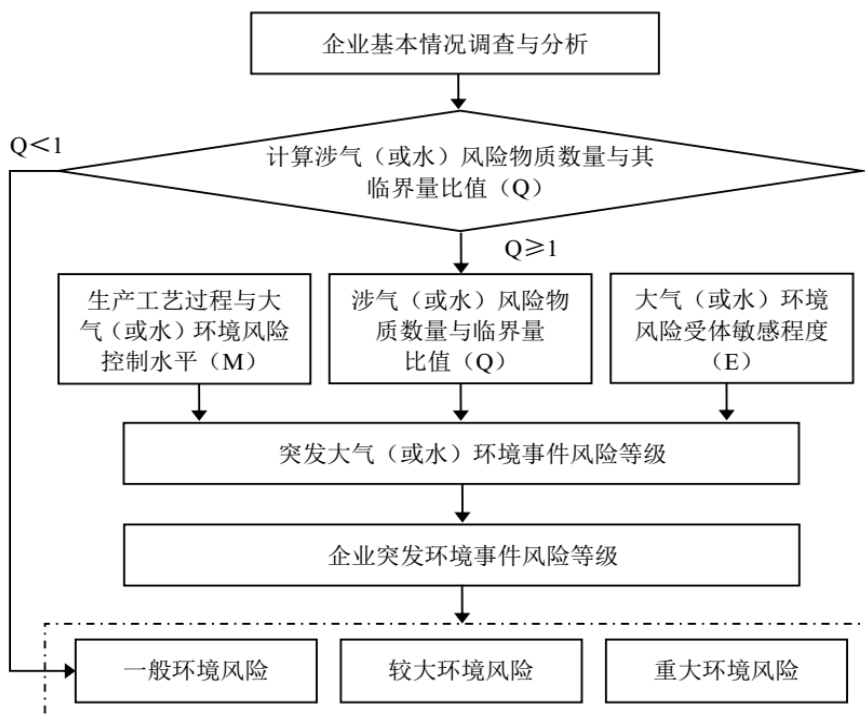 企业基本情况调查与分析
Q＜1
计算涉气（或水）风险物质数量与其
临界量比值（Q）
Q≥1
生产工艺过程与大
气（或水）环境风险
控制水平（M）
涉气（或水）风险物
质数量与临界量
比值（Q）
大气（或水）环境
风险受体敏感程度
（E）
突发大气（或水）环境事件风险等级
企业突发环境事件风险等级
一般环境风险
较大环境风险
重大环境风险